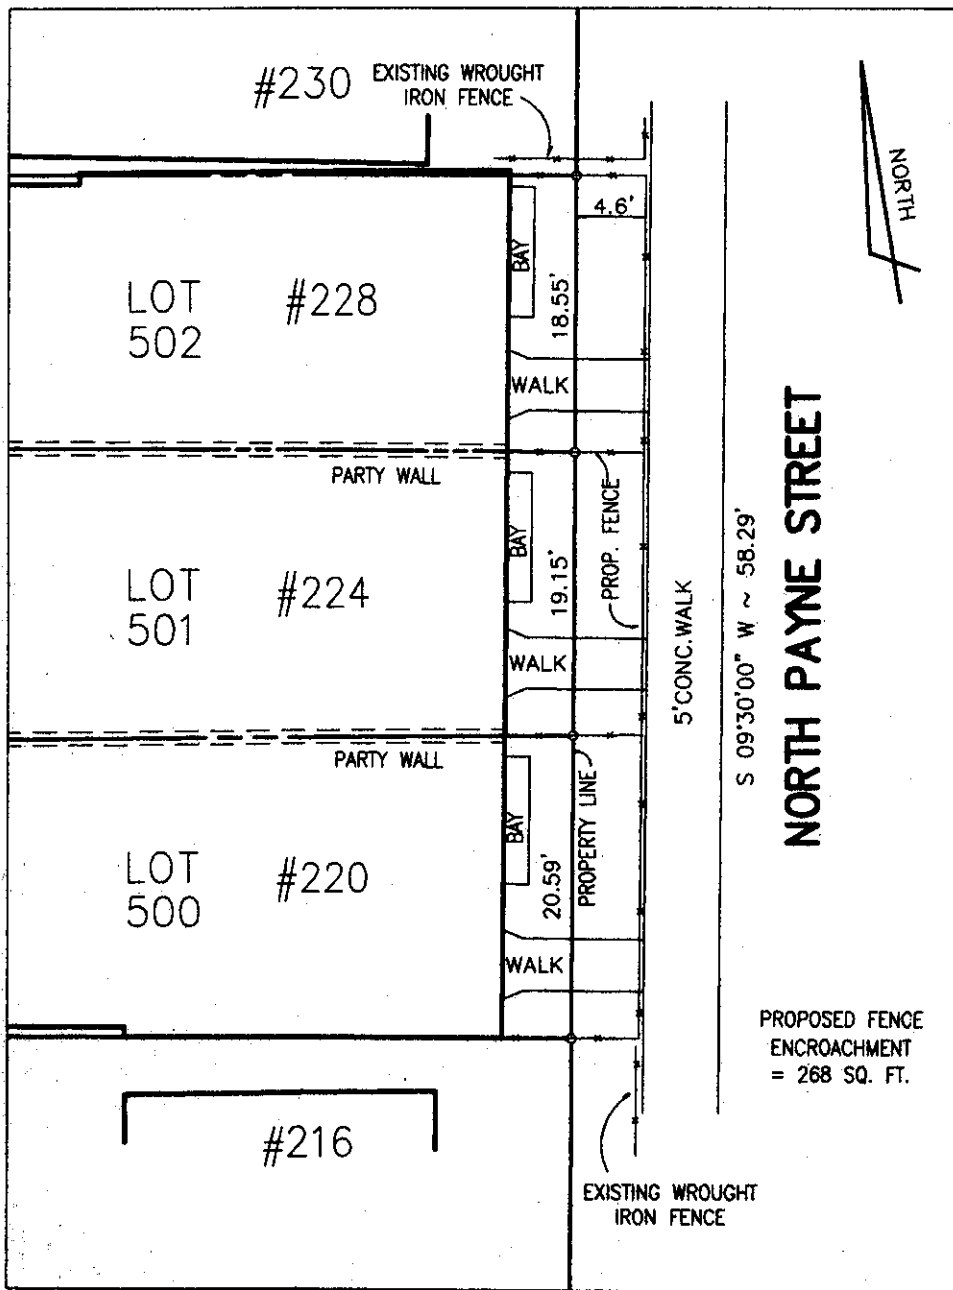 #230
EXISTING WROUGHT
IRON FENCE
NORTH
4.6'
BAY
18.55'
LOT
502
#228
WALK
PARTY WALL
PROP. FENCE
BAY
19.15'
LOT
501
#224
WALK
5'CONC.WALK
S 09°30'00" W ~ 58.29'
NORTH PAYNE STREET
PARTY WALL
PROPERTY LINE
BAY
20.59'
LOT
500
#220
WALK
PROPOSED FENCE
ENCROACHMENT
= 268 SQ. FT.
#216
EXISTING WROUGHT
IRON FENCE